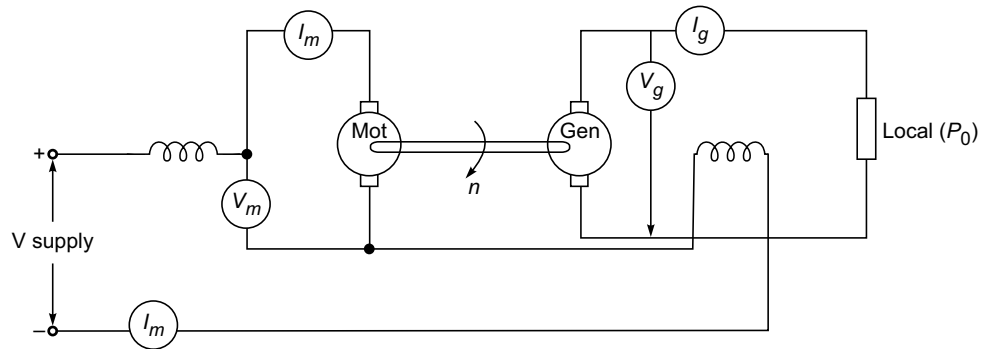 I_m
I_g
V_g
Mot
Gen
Local (P_0)
+
V_m
n
V supply
–
I_m